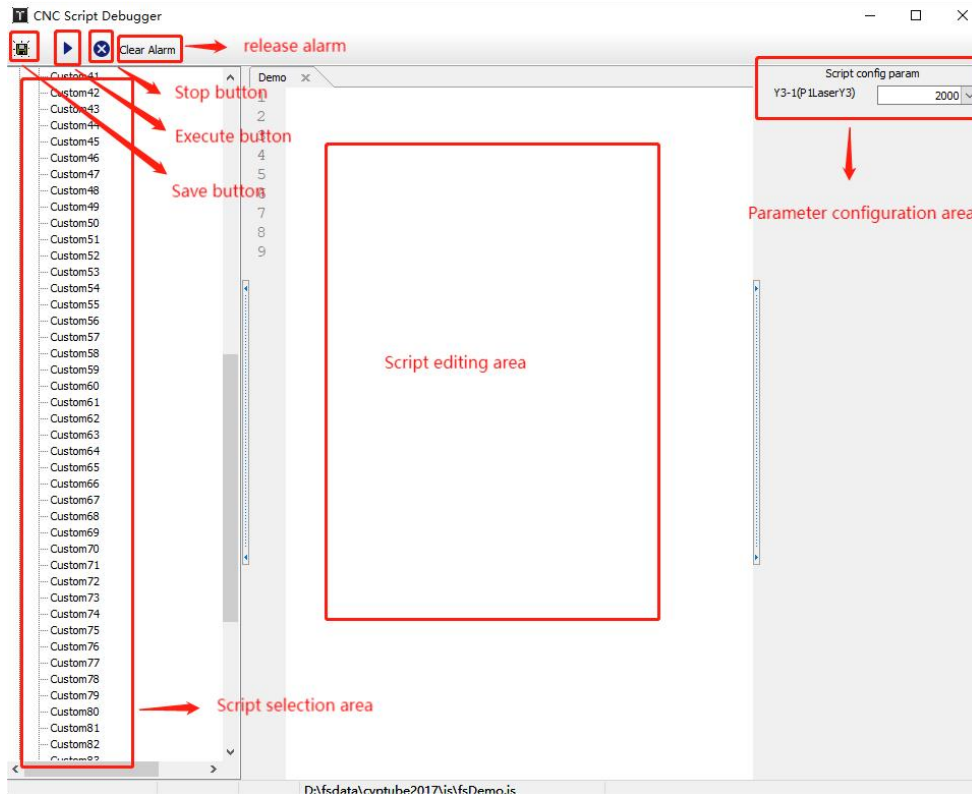 CNC Script Debugger
Clear Alarm
release alarm
Stop button
Execute button
Save button
Custom41
Custom42
Custom43
Custom44
Custom45
Custom46
Custom47
Custom48
Custom49
Custom50
Custom51
Custom52
Custom53
Custom54
Custom55
Custom56
Custom57
Custom58
Custom59
Custom60
Custom61
Custom62
Custom63
Custom64
Custom65
Custom66
Custom67
Custom68
Custom69
Custom70
Custom71
Custom72
Custom73
Custom74
Custom75
Custom76
Custom77
Custom78
Custom79
Custom80
Custom81
Custom82
Custom83
Script selection area
Demo
1
2
3
4
5
6
7
8
9
Script editing area
Script config param
Y3-1(P1LaserY3) 2000
Parameter configuration area
D:\fsdata\cyptube2017\js\fsDemo.js